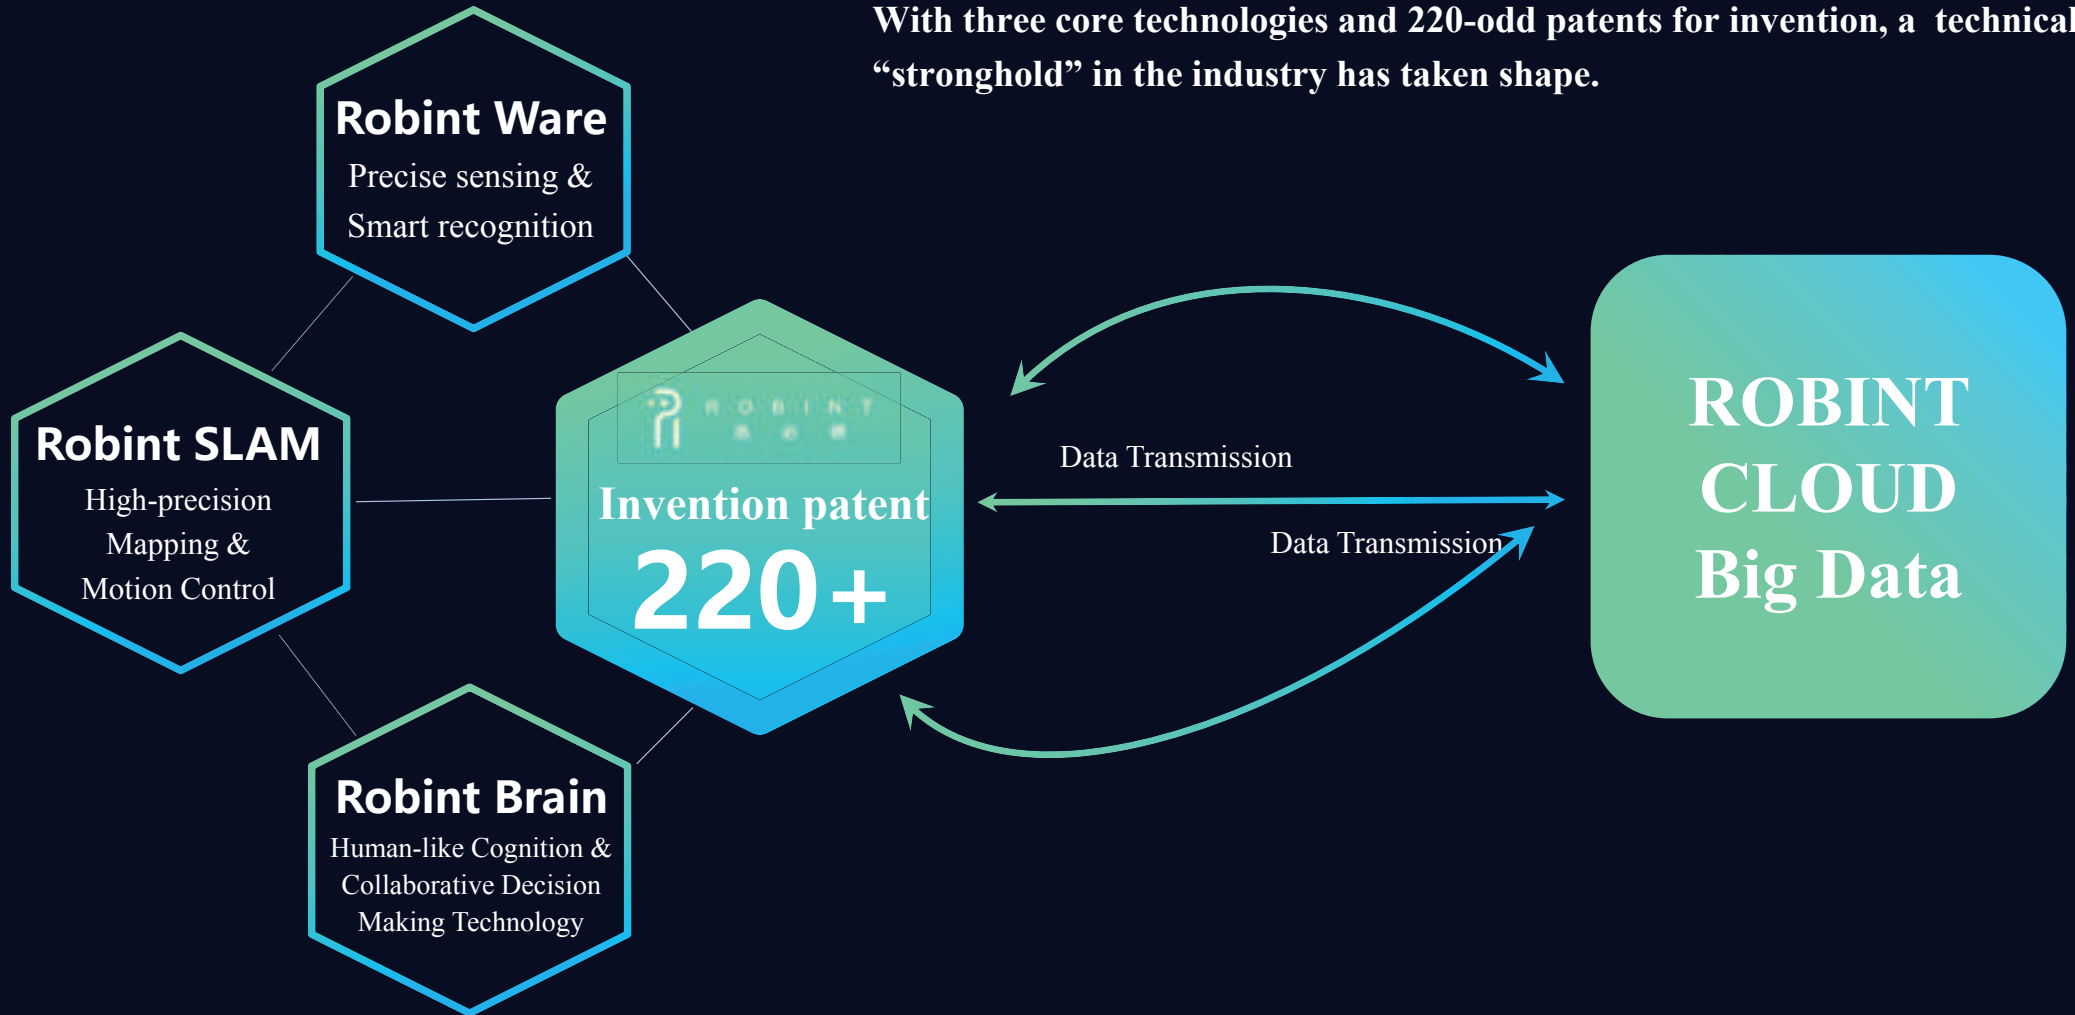 With three core technologies and 220-odd patents for invention, a technical
“stronghold” in the industry has taken shape.
Robint Ware
Precise sensing &
Smart recognition
Robint SLAM
High-precision
Mapping &
Motion Control
Robint Brain
Human-like Cognition &
Collaborative Decision
Making Technology
ROBINT
Invention patent
220+
Data Transmission
Data Transmission
ROBINT
CLOUD
Big Data